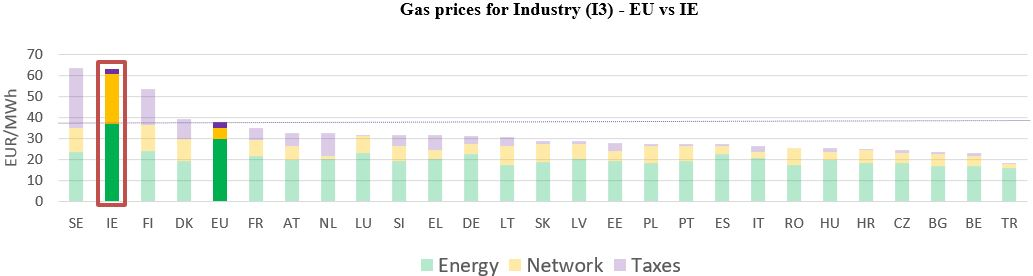 Gas prices for Industry (I3) - EU vs IE
EUR/MWh
70
60
50
40
30
20
10
0
SE IE FI DK EU FR AT NL LU SI EL DE LT SK LV EE PL PT ES IT RO HU HR CZ BG BE TR
Energy Network Taxes